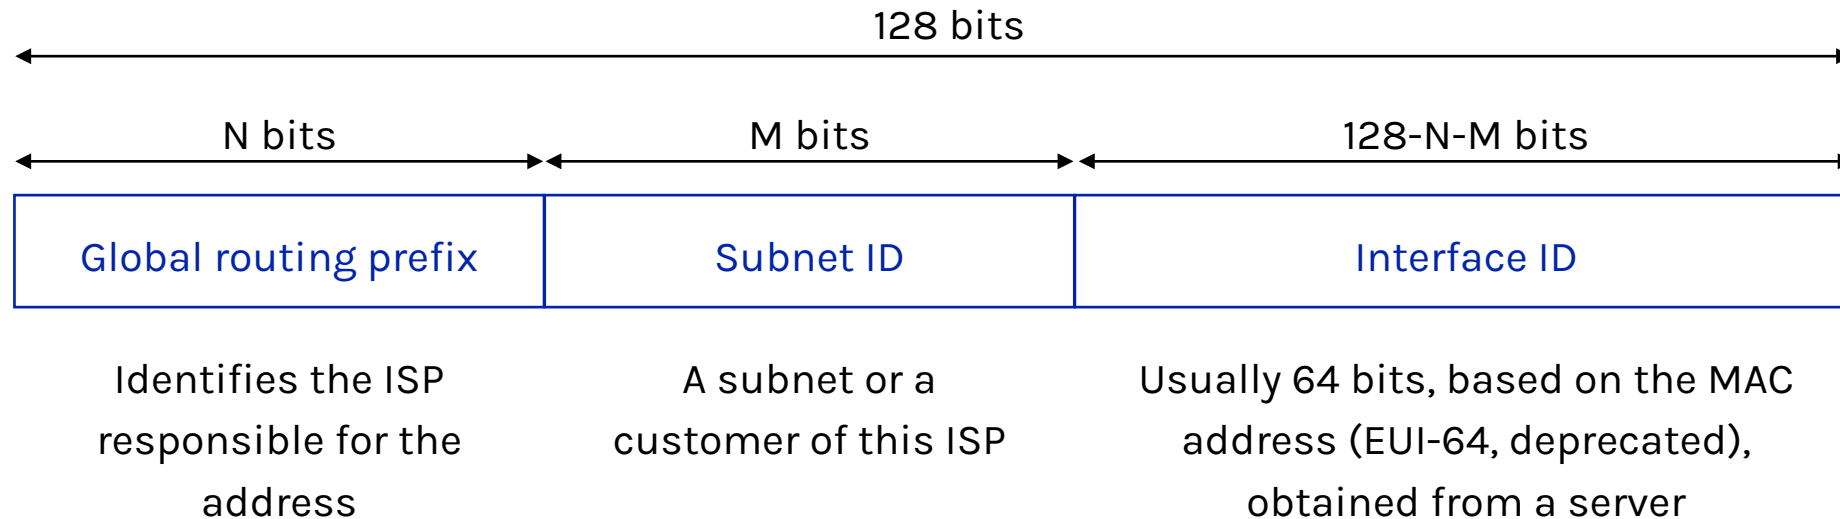 128 bits
N bits
M bits
128-N-M bits
Global routing prefix
Subnet ID
Interface ID
Identifies the ISP
responsible for the
address
A subnet or a
customer of this ISP
Usually 64 bits, based on the MAC
address (EUI-64, deprecated),
obtained from a server